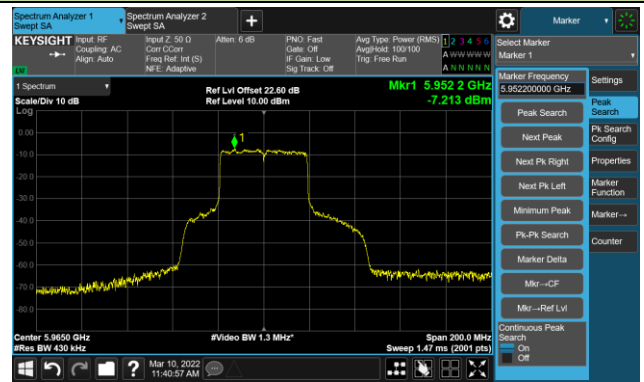 Spectrum Analyzer 1
Swept SA
Spectrum Analyzer 2
Swept SA
+
Marker
KEYSIGHT
Input: RF
Coupling: AC
Align: Auto
Input Z: 50 Ω
Corr CCorr
Freq Ref: Int (S)
NFE: Adaptive
Atten: 6 dB
PNO: Fast
Gate: Off
IF Gain: Low
Sig Track: Off
Avg Type: Power (RMS)
Avg|Hold: 100/100
Trig: Free Run
1 2 3 4 5 6
A W W W W W
A N N N N N
Select Marker
Marker 1
LXI
1 Spectrum
Scale/Div 10 dB
Log
Ref Lvl Offset 22.60 dB
Ref Level 10.00 dBm
Mkr1 5.952 2 GHz
-7.213 dBm
Marker Frequency
5.952200000 GHz
Settings
Peak Search
Next Peak
Next Pk Right
Next Pk Left
Minimum Peak
Pk-Pk Search
Marker Delta
Mkr→CF
Mkr→Ref Lvl
Continuous Peak
Search
On
Off
Peak
Search
Pk Search
Config
Properties
Marker
Function
Marker→
Counter
1
0.00
-10.0
-20.0
-30.0
-40.0
-50.0
-60.0
-70.0
-80.0
Center 5.9650 GHz
#Res BW 430 kHz
#Video BW 1.3 MHz*
Span 200.0 MHz
Sweep 1.47 ms (2001 pts)
?
Mar 10, 2022
11:40:57 AM